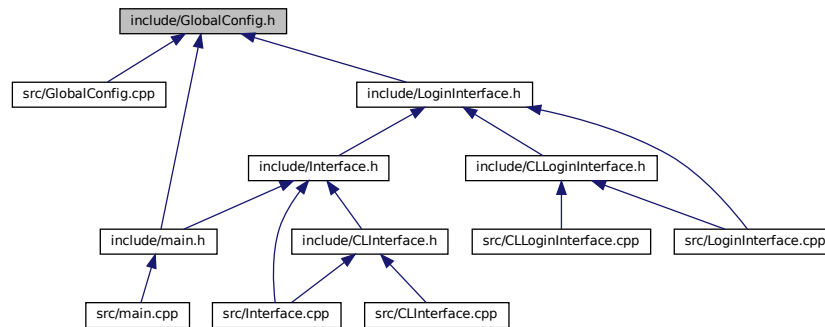 include/GlobalConfig.h
src/GlobalConfig.cpp
include/LoginInterface.h
include/Interface.h
include/CLLoginInterface.h
include/main.h
include/CLInterface.h
src/CLLoginInterface.cpp
src/LoginInterface.cpp
src/main.cpp
src/Interface.cpp
src/CLInterface.cpp